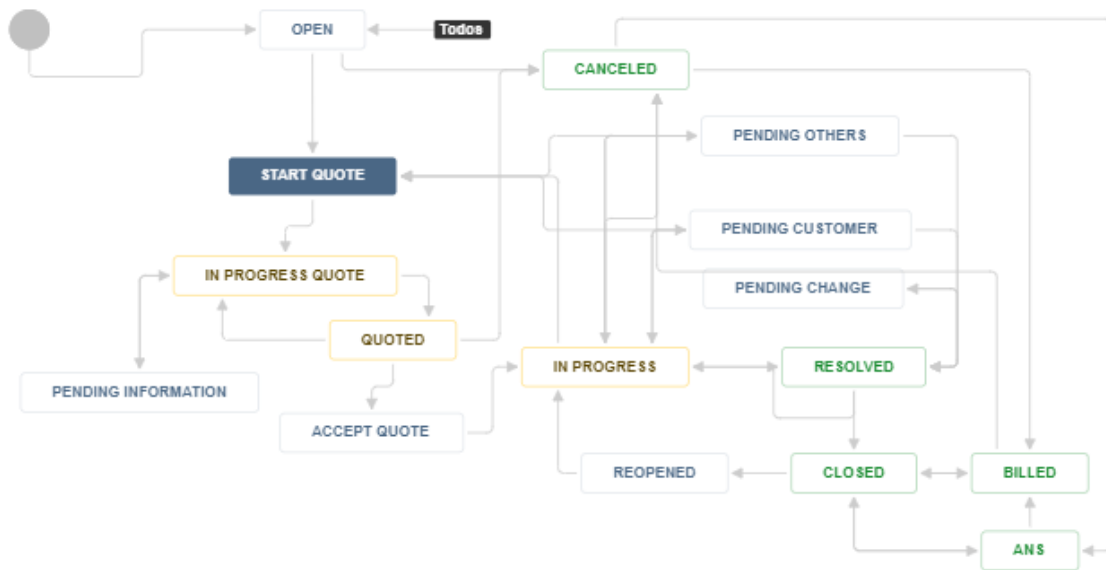 OPEN
Todos
CANCELED
PENDING OTHERS
START QUOTE
PENDING CUSTOMER
IN PROGRESS QUOTE
PENDING CHANGE
QUOTED
IN PROGRESS
RESOLVED
PENDING INFORMATION
ACCEPT QUOTE
REOPENED
CLOSED
BILLED
ANS